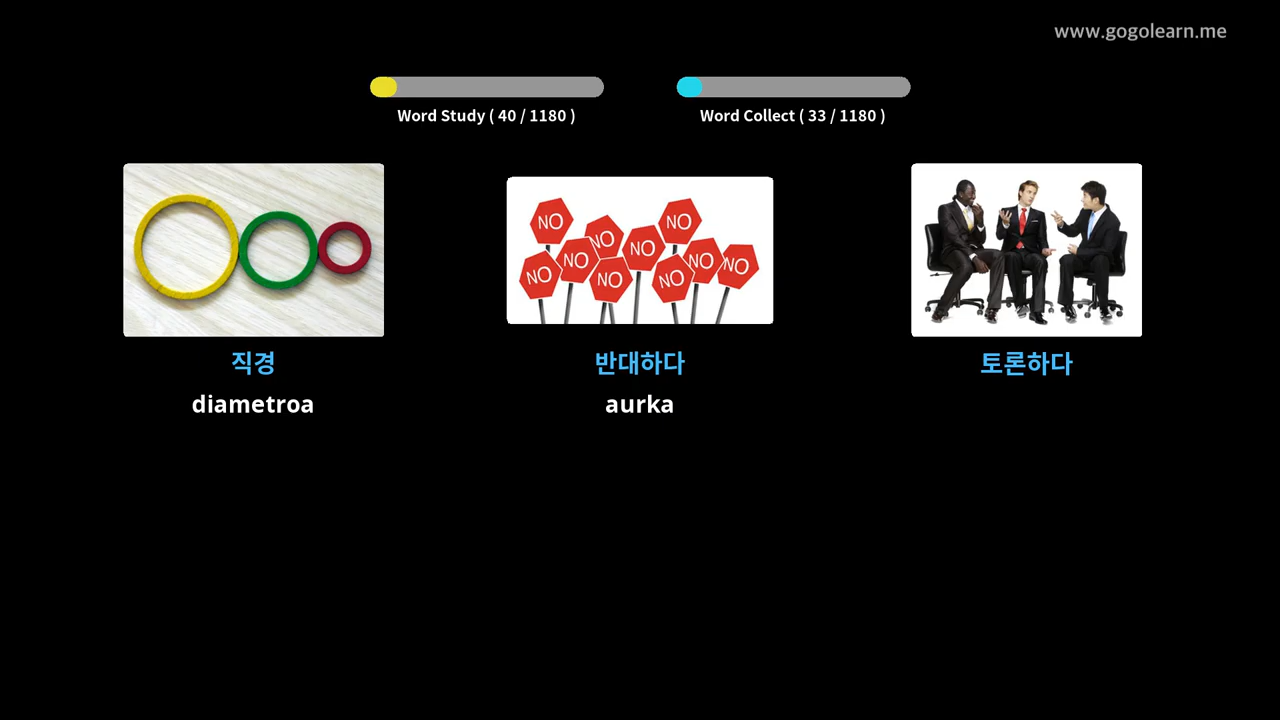 www.gogolearn.me
Word Study ( 40 / 1180 )
Word Collect ( 33 / 1180 )
NO
NO
NO
NO
NO
NO
NO
NO
NO
NO
직경
반대하다
토론하다
diametroa
aurka